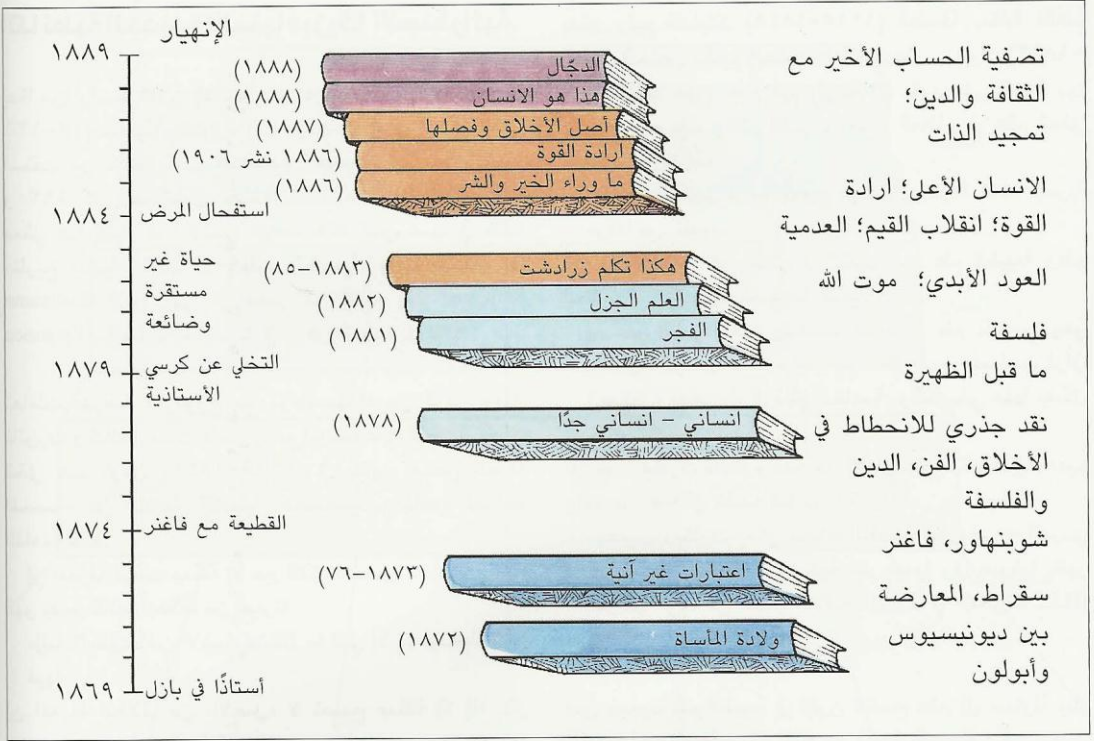 تصفية الحساب الأخير مع
الثقافة والدين؛
تمجيد الذات
الانسان الأعلى؛ ارادة
القوة؛ انقلاب القيم؛ العدمية
العود الأبدي؛ موت الله
فلسفة
ما قبل الظهيرة
نقد جذري للانحطاط في
الأخلاق، الفن، الدين
والفلسفة
شوبنهاور، فاغنر
سقراط، المعارضة
بين ديونيسيوس
وأبولون
الدجّال (١٨٨٨)
هذا هو الانسان (١٨٨٨)
أصل الأخلاق وفصلها (١٨٨٧)
ارادة القوة (١٨٨٦ نشر ١٩٠٦)
ما وراء الخير والشر (١٨٨٦)
هكذا تكلم زرادشت (١٨٨٣–٨٥)
العلم الجزل (١٨٨٢)
الفجر (١٨٨١)
انساني – انساني جدًا (١٨٧٨)
اعتبارات غير آنية (١٨٧٣–٧٦)
ولادة المأساة (١٨٧٢)
الإنهيار
١٨٨٩
استفحال المرض
١٨٨٤
حياة غير
مستقرة
وضائعة
التخلي عن كرسي
١٨٧٩
الأستاذية
القطيعة مع فاغنر
١٨٧٤
أستاذًا في بازل
١٨٦٩